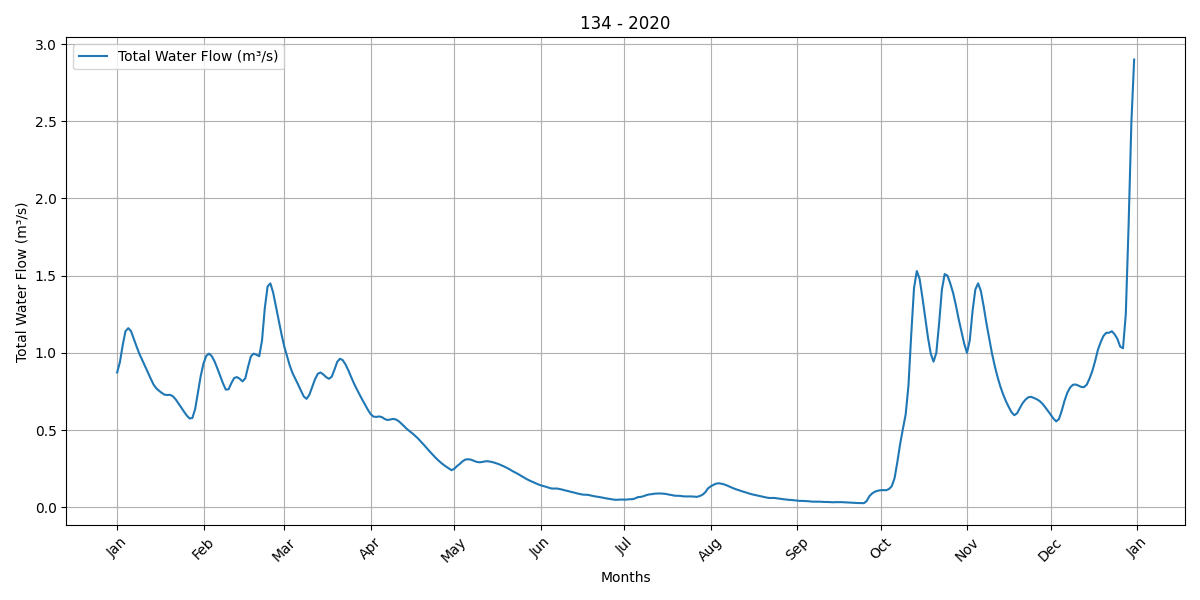 134 - 2020
Total Water Flow (m³/s)
3.0
2.5
2.0
1.5
1.0
0.5
0.0
Total Water Flow (m³/s)
Jan
Feb
Mar
Apr
May
Jun
Jul
Aug
Sep
Oct
Nov
Dec
Jan
Months